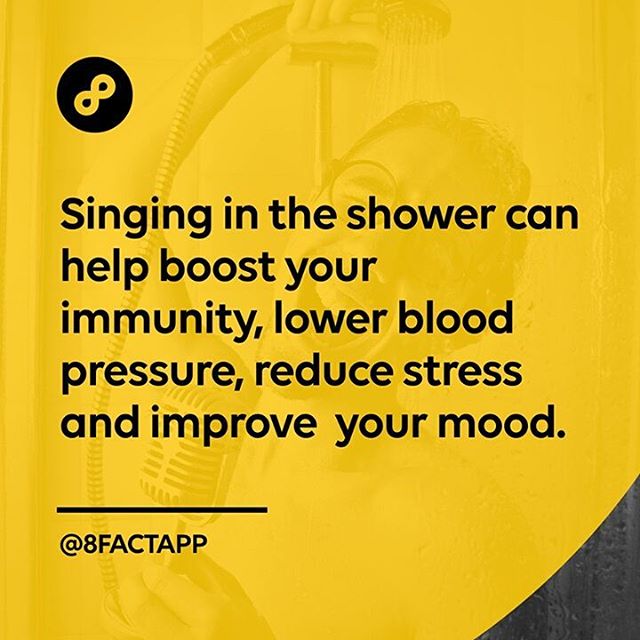 Singing in the shower can
help boost your
immunity, lower blood
pressure, reduce stress
and improve  your mood.
@8FACTAPP